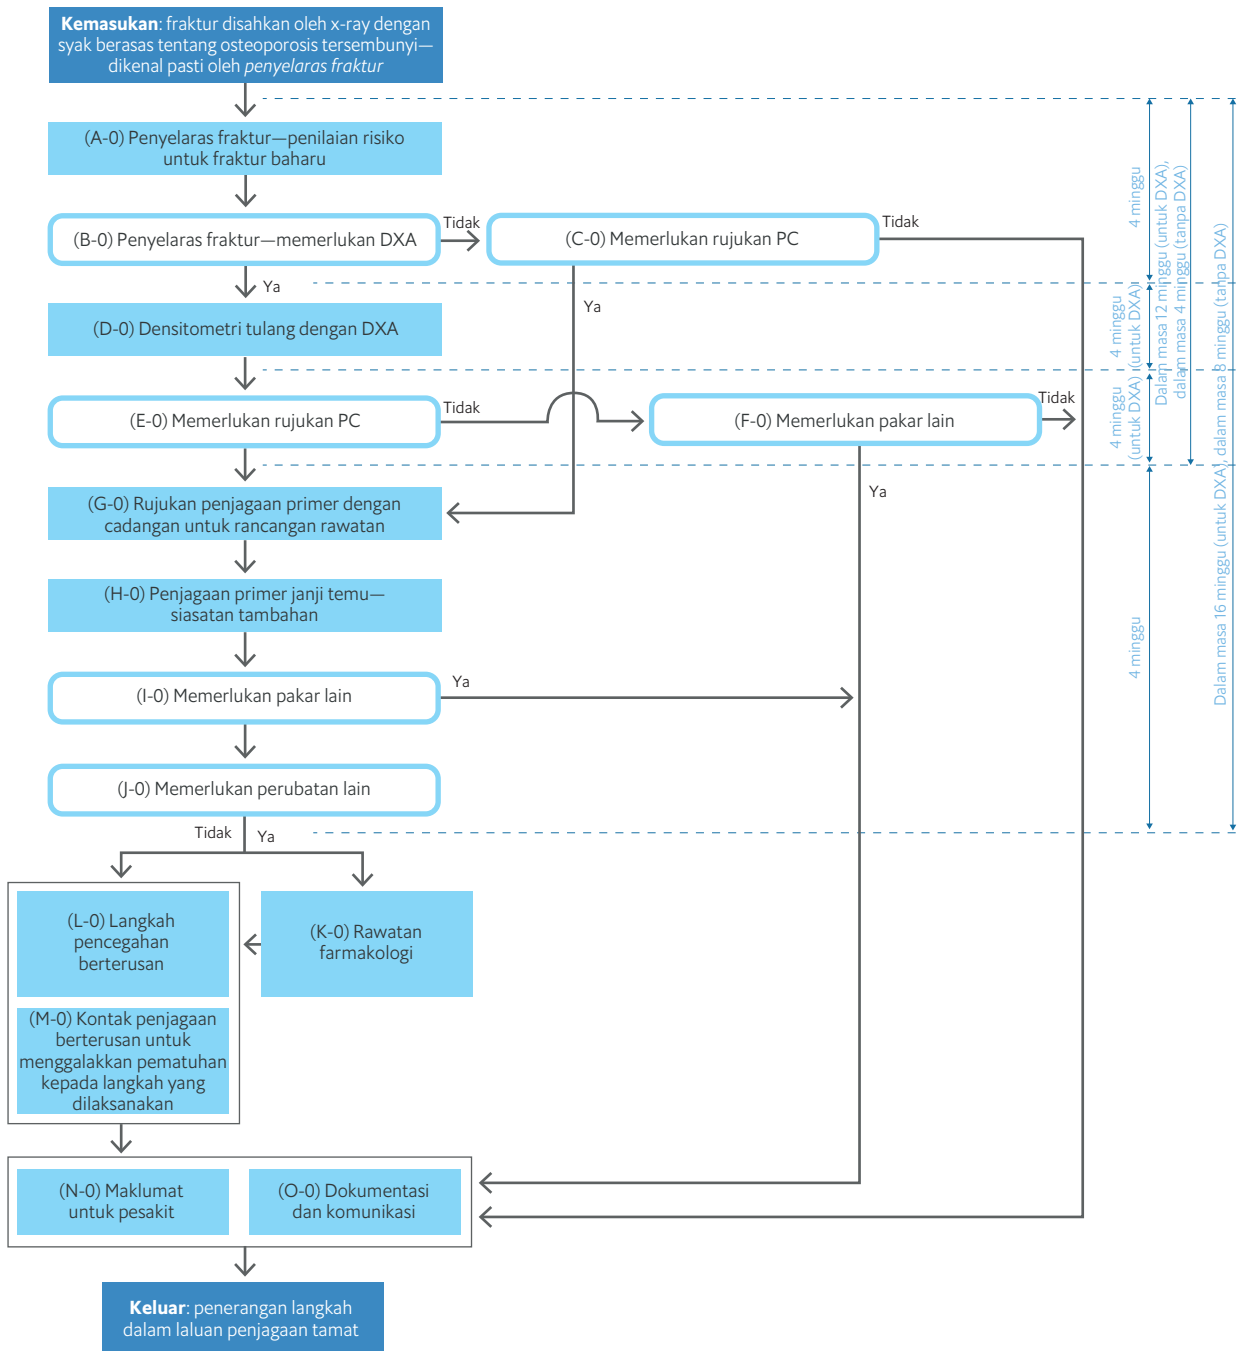 Kemasukan: fraktur disahkan oleh x-ray dengan
syak berasas tentang osteoporosis tersembunyi—
dikenal pasti oleh penyelaras fraktur
(A-0) Penyelaras fraktur—penilaian risiko
untuk fraktur baharu
(B-0) Penyelaras fraktur—memerlukan DXA
Tidak
(C-0) Memerlukan rujukan PC
Tidak
Ya
Ya
(D-0) Densitometri tulang dengan DXA
(E-0) Memerlukan rujukan PC
Tidak
(F-0) Memerlukan pakar lain
Tidak
Ya
(G-0) Rujukan penjagaan primer dengan
cadangan untuk rancangan rawatan
(H-0) Penjagaan primer janji temu—
siasatan tambahan
(I-0) Memerlukan pakar lain
Ya
(J-0) Memerlukan perubatan lain
Tidak
Ya
(L-0) Langkah
pencegahan
berterusan
(K-0) Rawatan
farmakologi
(M-0) Kontak penjagaan
berterusan untuk
menggalakkan pematuhan
kepada langkah yang
dilaksanakan
(N-0) Maklumat
untuk pesakit
(O-0) Dokumentasi
dan komunikasi
Keluar: penerangan langkah
dalam laluan penjagaan tamat
4 minggu
4 minggu
(untuk DXA)
4 minggu
(untuk DXA)
4 minggu
Dalam masa 12 minggu (untuk DXA),
dalam masa 4 minggu (tanpa DXA)
Dalam masa 16 minggu (untuk DXA), dalam masa 8 minggu (tanpa DXA)